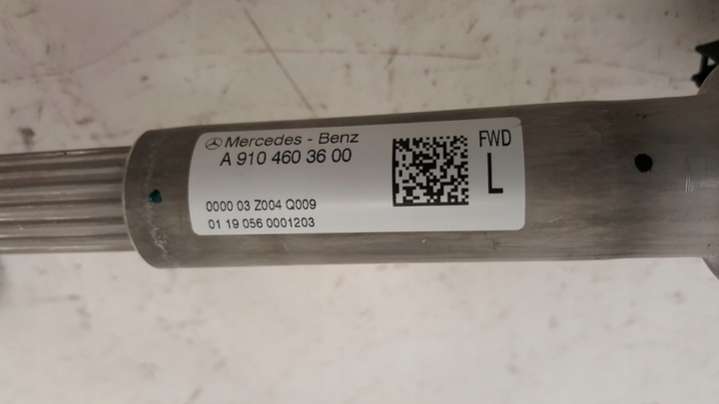 Mercedes - Benz
A 910 460 36 00
0000 03 Z004 Q009
01 19 056 0001203
FWD
L